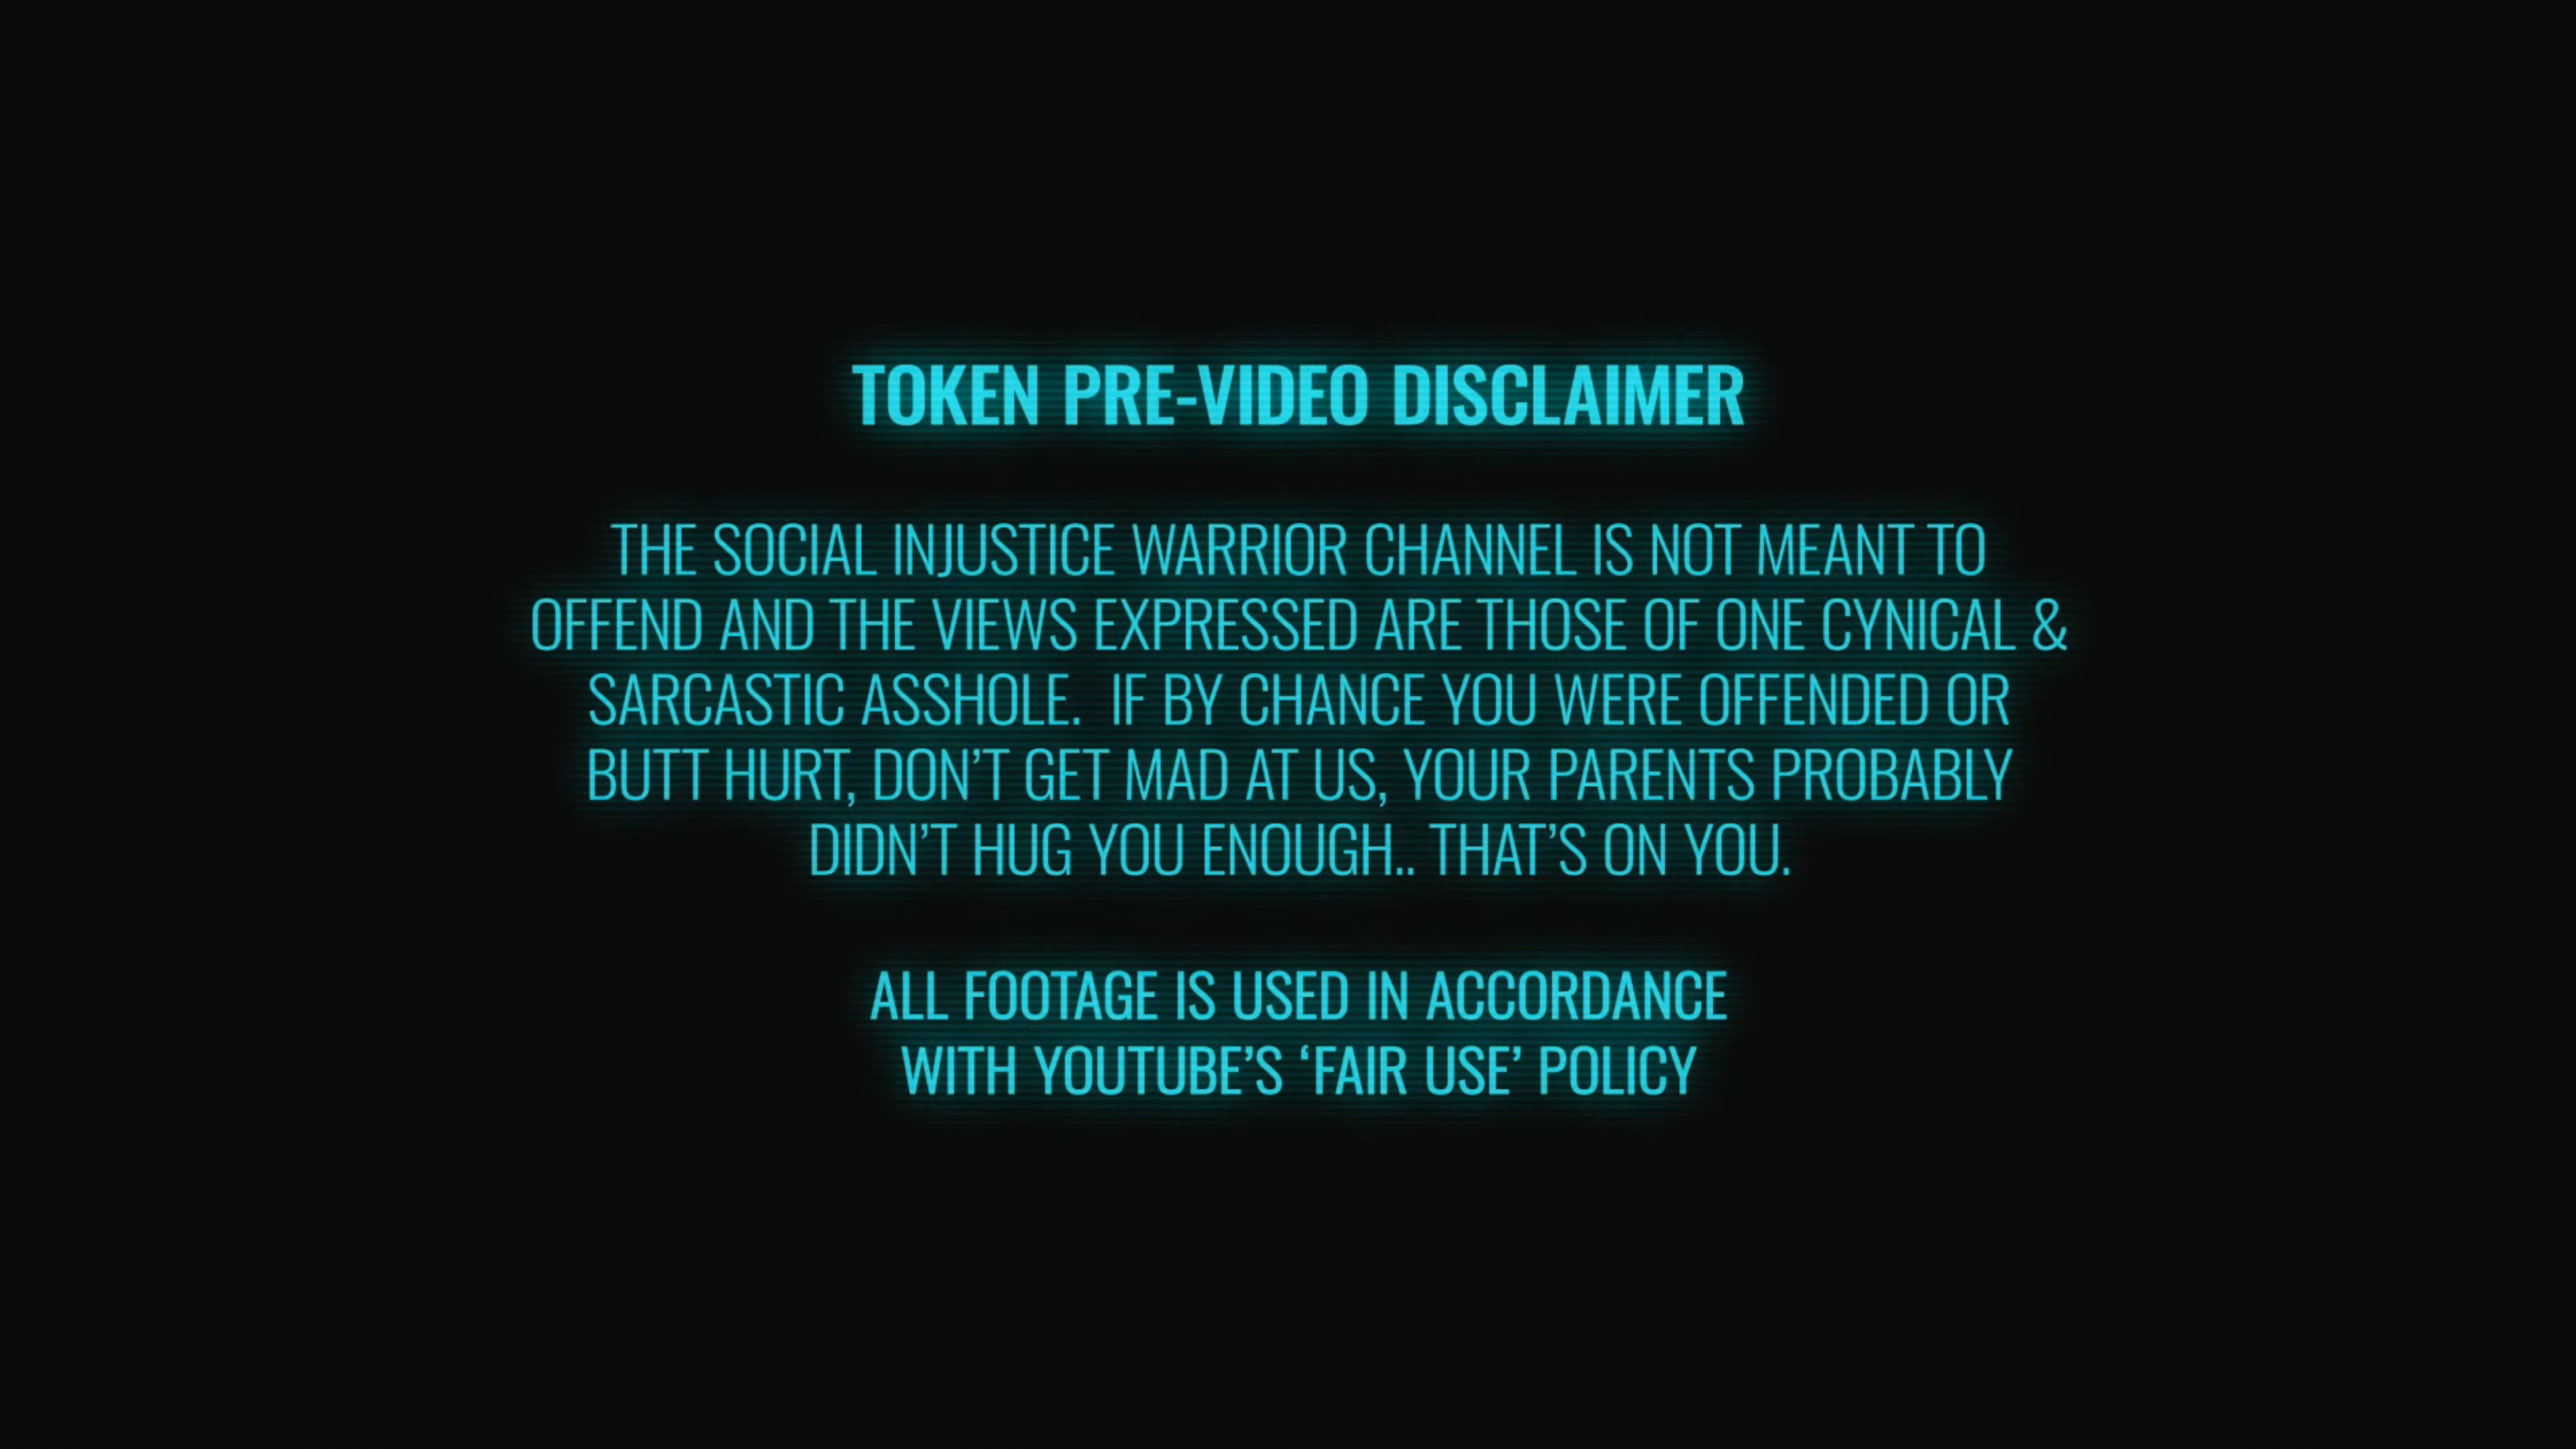 TOKEN PRE-VIDEO DISCLAIMER
THE SOCIAL INJUSTICE WARRIOR CHANNEL IS NOT MEANT TO
OFFEND AND THE VIEWS EXPRESSED ARE THOSE OF ONE CYNICAL &
SARCASTIC ASSHOLE.  IF BY CHANCE YOU WERE OFFENDED OR
BUTT HURT, DON’T GET MAD AT US, YOUR PARENTS PROBABLY
DIDN’T HUG YOU ENOUGH.. THAT’S ON YOU.
ALL FOOTAGE IS USED IN ACCORDANCE
WITH YOUTUBE’S ‘FAIR USE’ POLICY